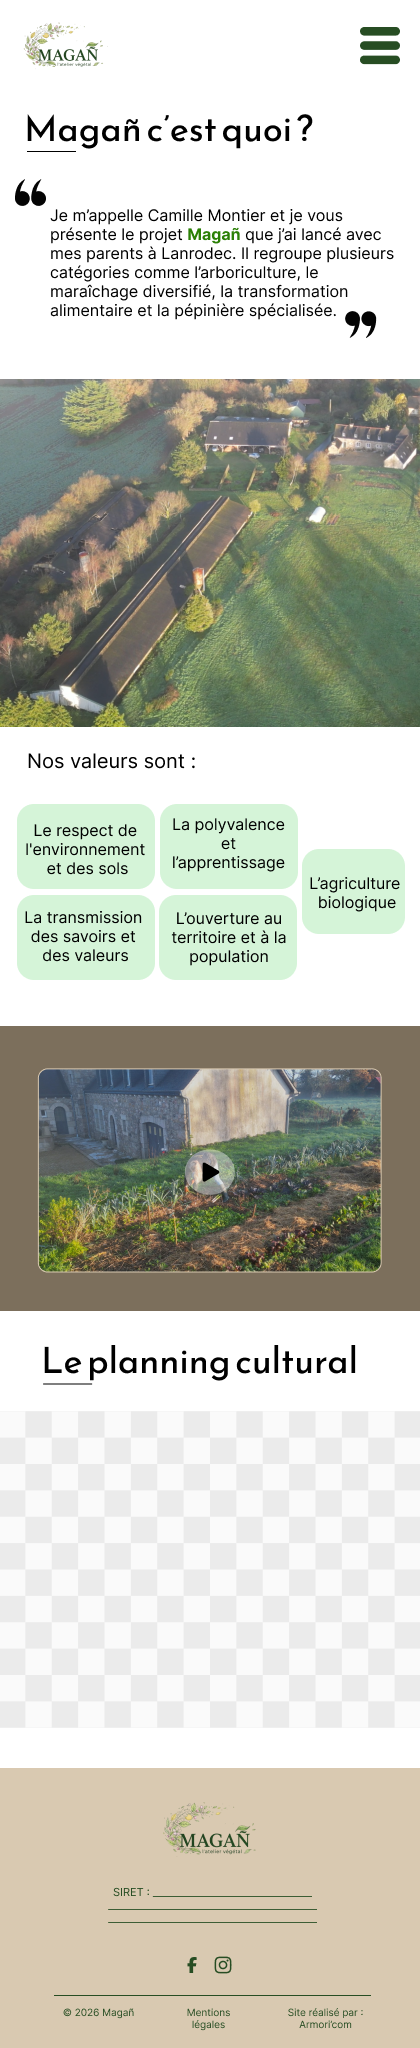 MAGAÑ
l'atelier végétal
Magañ c’est quoi ?
Je m’appelle Camille Montier et je vous
présente le projet Magañ que j’ai lancé avec
mes parents à Lanrodec. Il regroupe plusieurs
catégories comme l’arboriculture, le
maraîchage diversifié, la transformation
alimentaire et la pépinière spécialisée.
Nos valeurs sont :
Le respect de
l'environnement
et des sols
La polyvalence
et
l’apprentissage
L’agriculture
biologique
La transmission
des savoirs et
des valeurs
L’ouverture au
territoire et à la
population
Le planning cultural
MAGAÑ
l'atelier végétal
SIRET :
© 2026 Magañ
Mentions
légales
Site réalisé par :
Armori’com